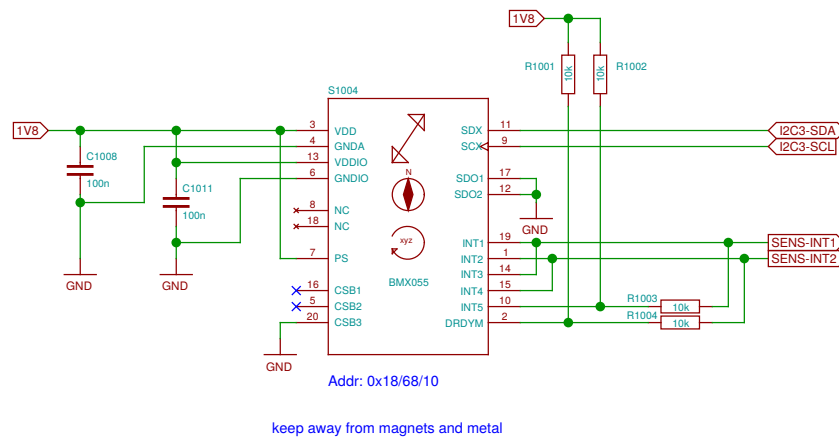 1V8
R1001
10k
10k
R1002
S1004
1V8
3
VDD
SDX
11
I2C3-SDA
4
GNDA
SCX
9
I2C3-SCL
C1008
100n
13
VDDIO
6
GNDIO
N
SDO1
17
SDO2
12
C1011
100n
8
NC
18
NC
GND
xyz
INT1
19
SENS-INT1
7
PS
INT2
1
SENS-INT2
INT3
14
GND
GND
BMX055
16
CSB1
INT4
15
5
CSB2
INT5
10
R1003
10k
20
CSB3
DRDYM
2
R1004
10k
GND
Addr: 0x18/68/10
keep away from magnets and metal